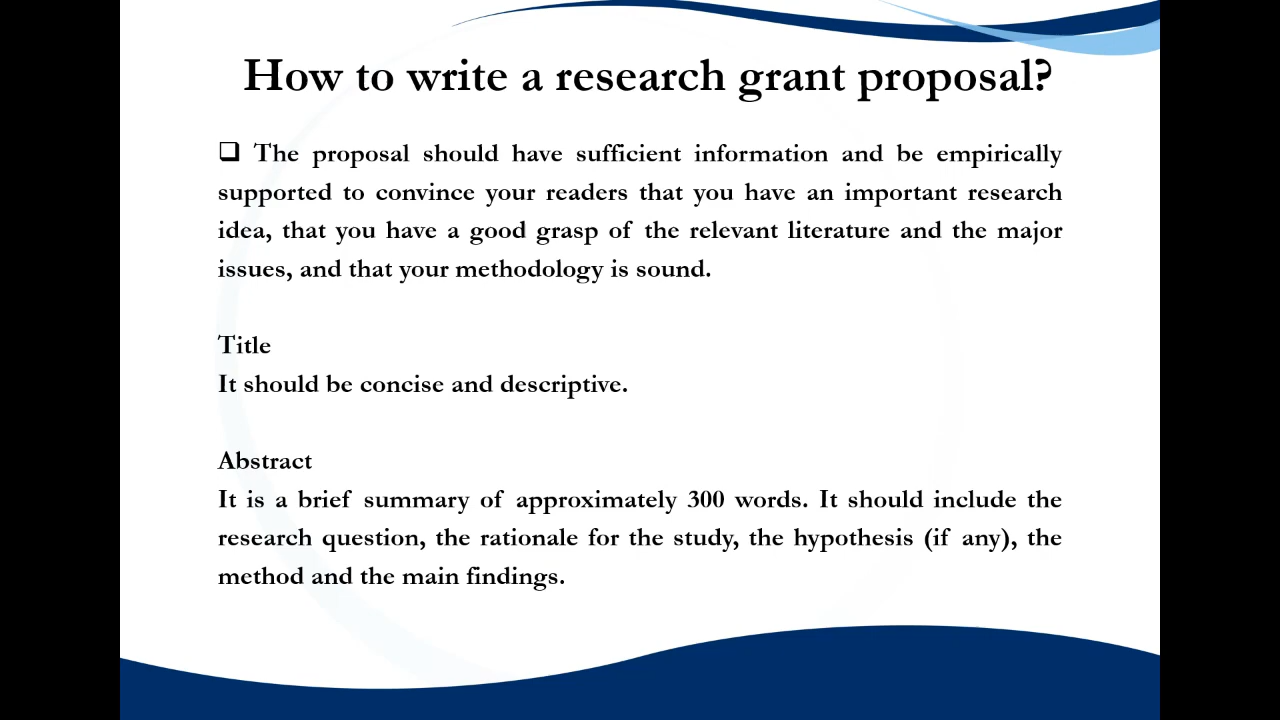 How to write a research grant proposal?
❑ The proposal should have sufficient information and be empirically
supported to convince your readers that you have an important research
idea, that you have a good grasp of the relevant literature and the major
issues, and that your methodology is sound.
Title
It should be concise and descriptive.
Abstract
It is a brief summary of approximately 300 words. It should include the
research question, the rationale for the study, the hypothesis (if any), the
method and the main findings.